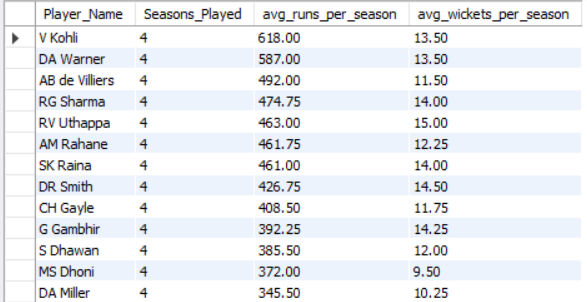 Player_Name Seasons_Played avg_runs_per_season avg_wickets_per_season
V Kohli 4 618.00 13.50
DA Warner 4 587.00 13.50
AB de Villiers 4 492.00 11.50
RG Sharma 4 474.75 14.00
RV Uthappa 4 463.00 15.00
AM Rahane 4 461.75 12.25
SK Raina 4 461.00 14.00
DR Smith 4 426.75 14.50
CH Gayle 4 408.50 11.75
G Gambhir 4 392.25 14.25
S Dhawan 4 385.50 12.00
MS Dhoni 4 372.00 9.50
DA Miller 4 345.50 10.25